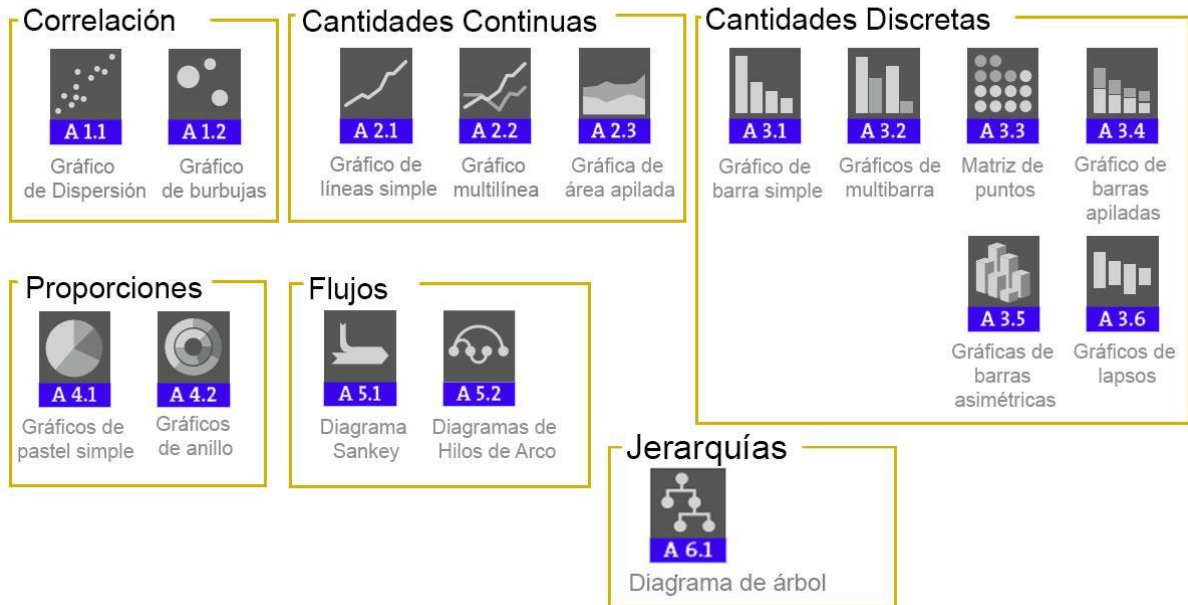 Correlación
A 1.1
Gráfico
de Dispersión
A 1.2
Gráfico
de burbujas
Cantidades Continuas
A 2.1
Gráfico de
líneas simple
A 2.2
Gráfico
multilínea
A 2.3
Gráfica de
área apilada
Cantidades Discretas
A 3.1
Gráfico de
barra simple
A 3.2
Gráficos de
multibarra
A 3.3
Matriz de
puntos
A 3.4
Gráfico de
barras
apiladas
A 3.5
Gráficas de
barras
asimétricas
A 3.6
Gráficos de
lapsos
Proporciones
A 4.1
Gráficos de
pastel simple
A 4.2
Gráficos
de anillo
Flujos
A 5.1
Diagrama
Sankey
A 5.2
Diagramas de
Hilos de Arco
Jerarquías
A 6.1
Diagrama de árbol